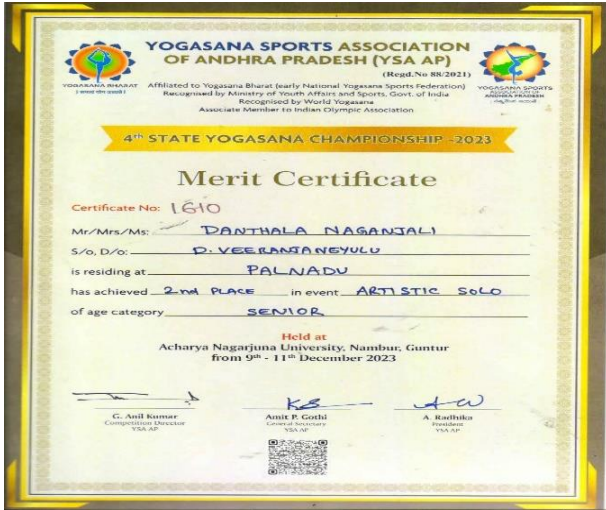 YOGASANA SPORTS ASSOCIATION
OF ANDHRA PRADESH (YSA AP)
(Regd.No 88/2021)
YOGASANA BHARAT
Affiliated to Yogasana Bharat (early National Yogasana Sports Federation)
Recognised by Ministry of Youth Affairs and Sports, Govt. of India
Recognised by World Yogasana
Associate Member to Indian Olympic Association
YOGASANA SPORTS
ASSOCIATION OF
ANDHRA PRADESH
4th STATE YOGASANA CHAMPIONSHIP -2023
Merit Certificate
Certificate No: 1610
Mr/Mrs/Ms: DANTHALA NAGANJALI
S/o, D/o: D. VEERANJANEYULU
is residing at PALNADU
has achieved 2nd PLACE in event ARTISTIC SOLO
of age category SENIOR
Held at
Acharya Nagarjuna University, Nambur, Guntur
from 9th - 11th December 2023
G. Anil Kumar
Competition Director
YSA AP
Amit P. Gothi
General Secretary
YSA AP
A. Radhika
President
YSA AP